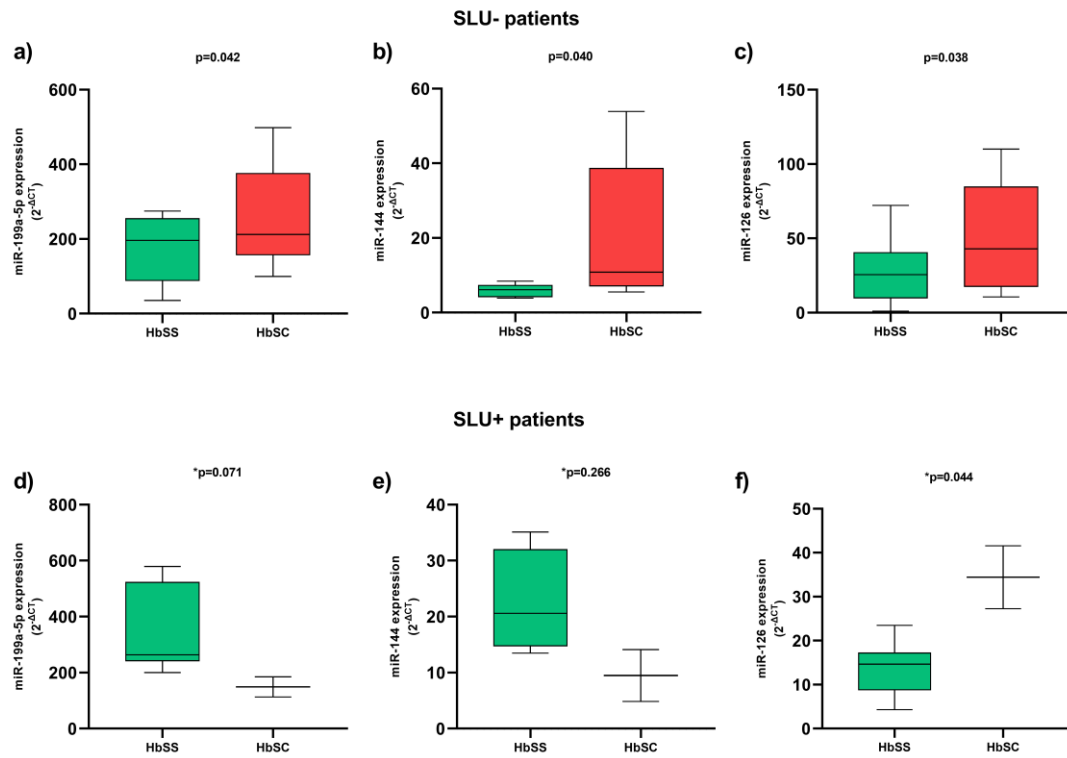 SLU- patients
a)
p=0.042
miR-199a-5p expression
(2-ΔCT)
600
400
200
0
HbSS
HbSC
b)
p=0.040
miR-144 expression
(2-ΔCT)
60
40
20
0
HbSS
HbSC
c)
p=0.038
miR-126 expression
(2-ΔCT)
150
100
50
0
HbSS
HbSC
SLU+ patients
d)
*p=0.071
miR-199a-5p expression
(2-ΔCT)
800
600
400
200
0
HbSS
HbSC
e)
*p=0.266
miR-144 expression
(2-ΔCT)
40
30
20
10
0
HbSS
HbSC
f)
*p=0.044
miR-126 expression
(2-ΔCT)
50
40
30
20
10
0
HbSS
HbSC